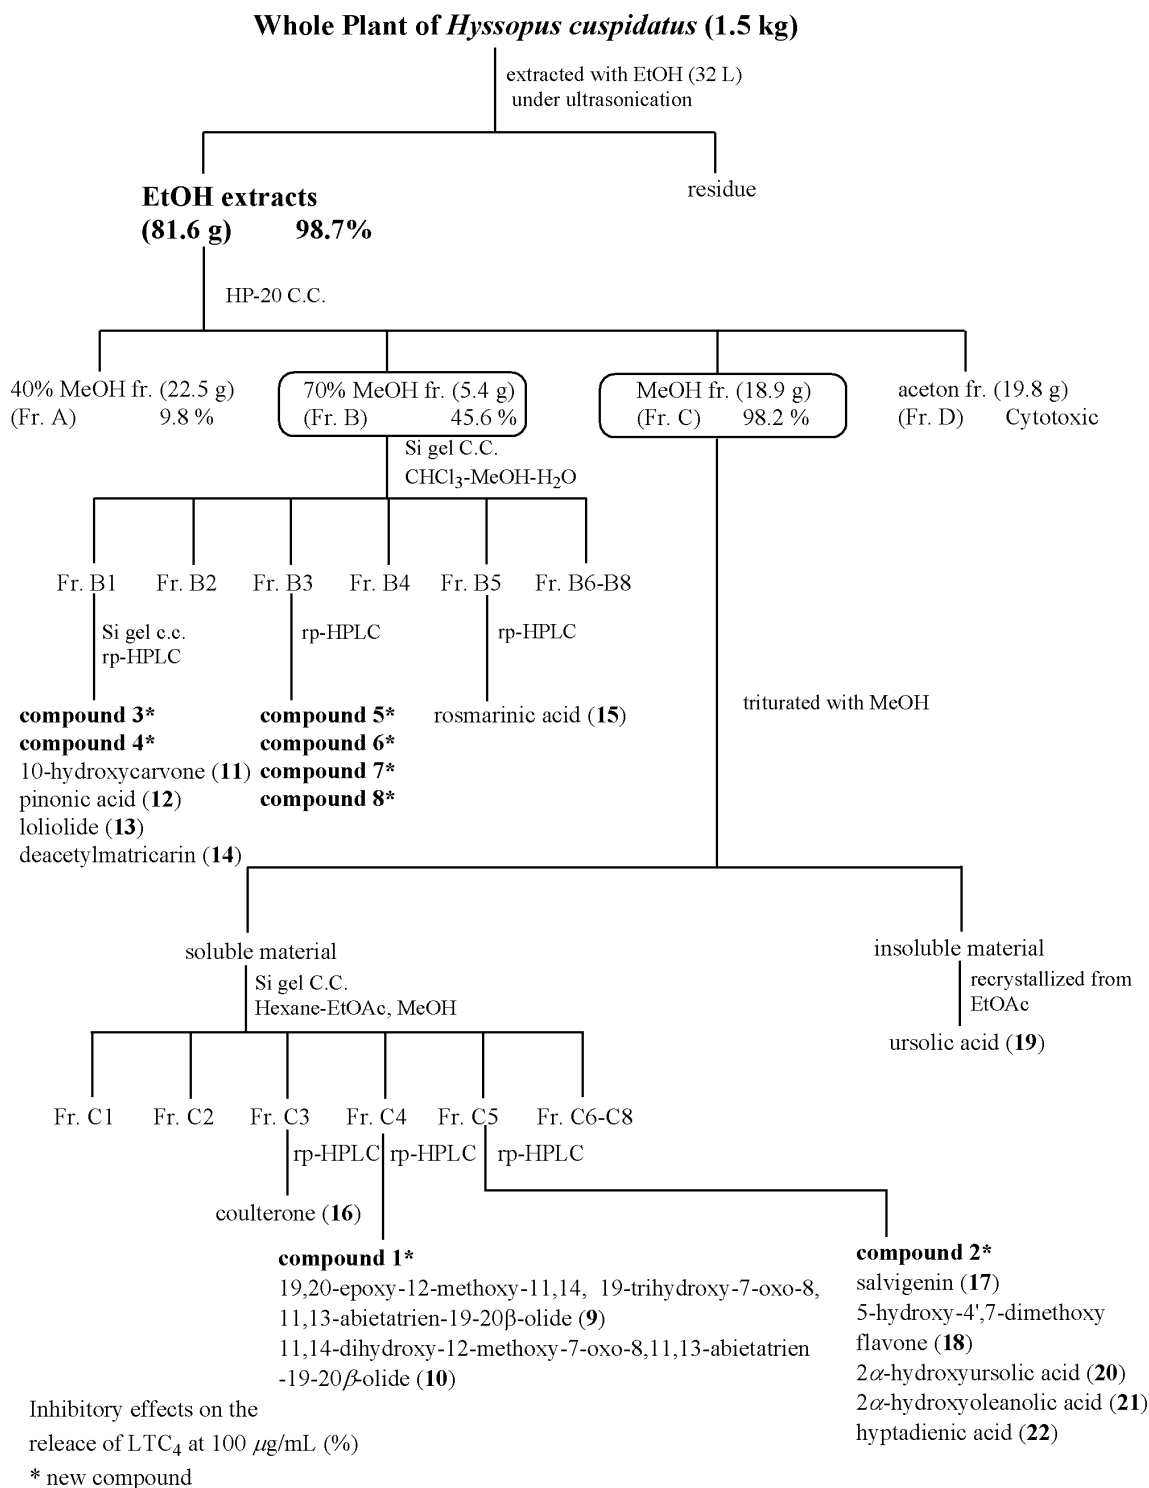 Whole Plant of Hyssopus cuspidatus (1.5 kg)
extracted with EtOH (32 L)
under ultrasonication
EtOH extracts
(81.6 g) 98.7%
residue
HP-20 C.C.
40% MeOH fr. (22.5 g)
(Fr. A) 9.8 %
70% MeOH fr. (5.4 g)
(Fr. B) 45.6 %
MeOH fr. (18.9 g)
(Fr. C) 98.2 %
aceton fr. (19.8 g)
(Fr. D) Cytotoxic
Si gel C.C.
CHCl3-MeOH-H2O
Fr. B1 Fr. B2 Fr. B3 Fr. B4 Fr. B5 Fr. B6-B8
Si gel c.c.
rp-HPLC
rp-HPLC
rp-HPLC
compound 3*
compound 4*
10-hydroxycarvone (11)
pinonic acid (12)
loliolide (13)
deacetylmatricarin (14)
compound 5*
compound 6*
compound 7*
compound 8*
rosmarinic acid (15)
triturated with MeOH
soluble material
insoluble material
Si gel C.C.
Hexane-EtOAc, MeOH
recrystallized from
EtOAc
ursolic acid (19)
Fr. C1 Fr. C2 Fr. C3 Fr. C4 Fr. C5 Fr. C6-C8
rp-HPLC rp-HPLC rp-HPLC
coulterone (16)
compound 1*
19,20-epoxy-12-methoxy-11,14, 19-trihydroxy-7-oxo-8,
11,13-abietatrien-19-20β-olide (9)
11,14-dihydroxy-12-methoxy-7-oxo-8,11,13-abietatrien
-19-20β-olide (10)
compound 2*
salvigenin (17)
5-hydroxy-4',7-dimethoxy
flavone (18)
2α-hydroxyursolic acid (20)
2α-hydroxyoleanolic acid (21)
hyptadienic acid (22)
Inhibitory effects on the
releace of LTC4 at 100 μg/mL (%)
* new compound